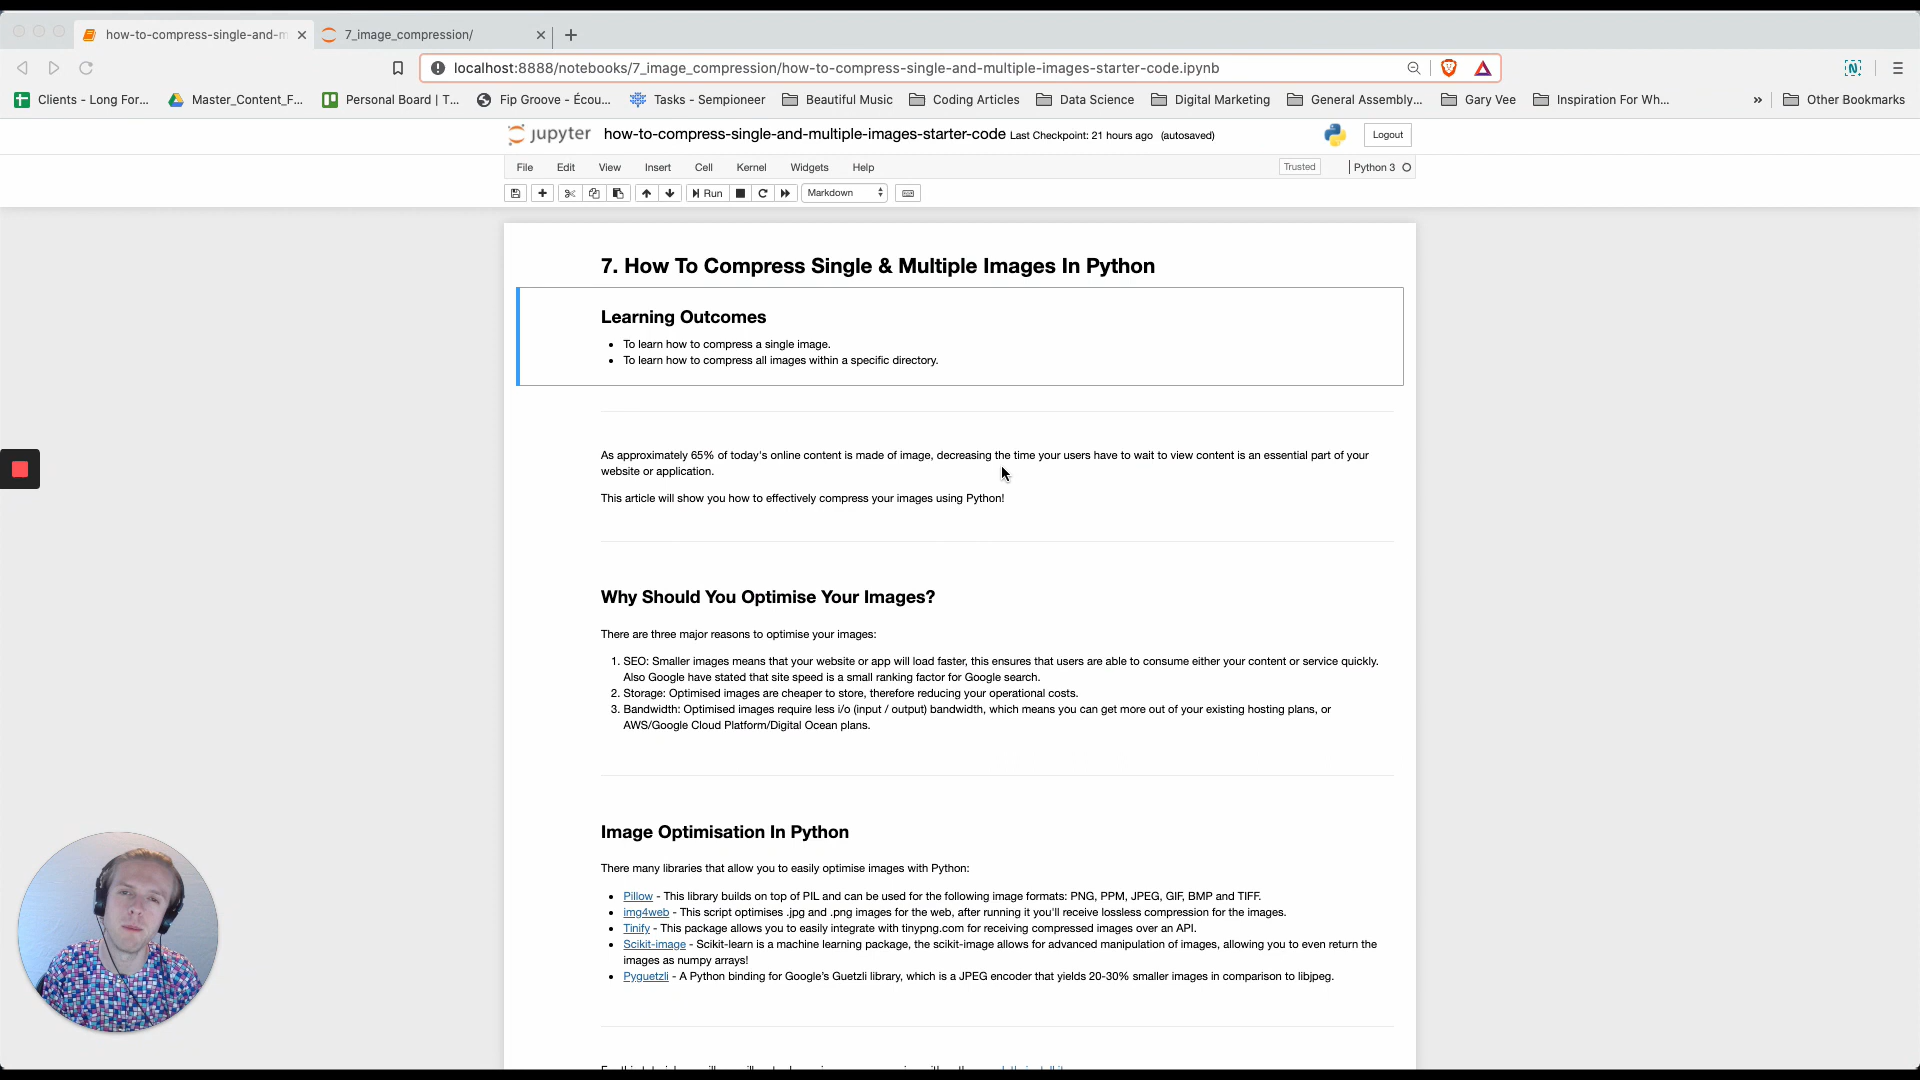 how-to-compress-single-and-m
7_image_compression/
localhost:8888/notebooks/7_image_compression/how-to-compress-single-and-multiple-images-starter-code.ipynb
Clients - Long For... Master_Content_F... Personal Board | T... Fip Groove - Écou... Tasks - Sempioneer Beautiful Music Coding Articles Data Science Digital Marketing General Assembly... Gary Vee Inspiration For Wh... » Other Bookmarks
jupyter how-to-compress-single-and-multiple-images-starter-code Last Checkpoint: 21 hours ago (autosaved) Logout
File Edit View Insert Cell Kernel Widgets Help Trusted Python 3
Run Markdown
7. How To Compress Single & Multiple Images In Python
Learning Outcomes
• To learn how to compress a single image.
• To learn how to compress all images within a specific directory.
As approximately 65% of today's online content is made of image, decreasing the time your users have to wait to view content is an essential part of your
website or application.
This article will show you how to effectively compress your images using Python!
Why Should You Optimise Your Images?
There are three major reasons to optimise your images:
1. SEO: Smaller images means that your website or app will load faster, this ensures that users are able to consume either your content or service quickly.
Also Google have stated that site speed is a small ranking factor for Google search.
2. Storage: Optimised images are cheaper to store, therefore reducing your operational costs.
3. Bandwidth: Optimised images require less i/o (input / output) bandwidth, which means you can get more out of your existing hosting plans, or
AWS/Google Cloud Platform/Digital Ocean plans.
Image Optimisation In Python
There many libraries that allow you to easily optimise images with Python:
• Pillow - This library builds on top of PIL and can be used for the following image formats: PNG, PPM, JPEG, GIF, BMP and TIFF.
• img4web - This script optimises .jpg and .png images for the web, after running it you'll receive lossless compression for the images.
• Tinify - This package allows you to easily integrate with tinypng.com for receiving compressed images over an API.
• Scikit-image - Scikit-learn is a machine learning package, the scikit-image allows for advanced manipulation of images, allowing you to even return the
images as numpy arrays!
• Pyguetzli - A Python binding for Google's Guetzli library, which is a JPEG encoder that yields 20-30% smaller images in comparison to libjpeg.